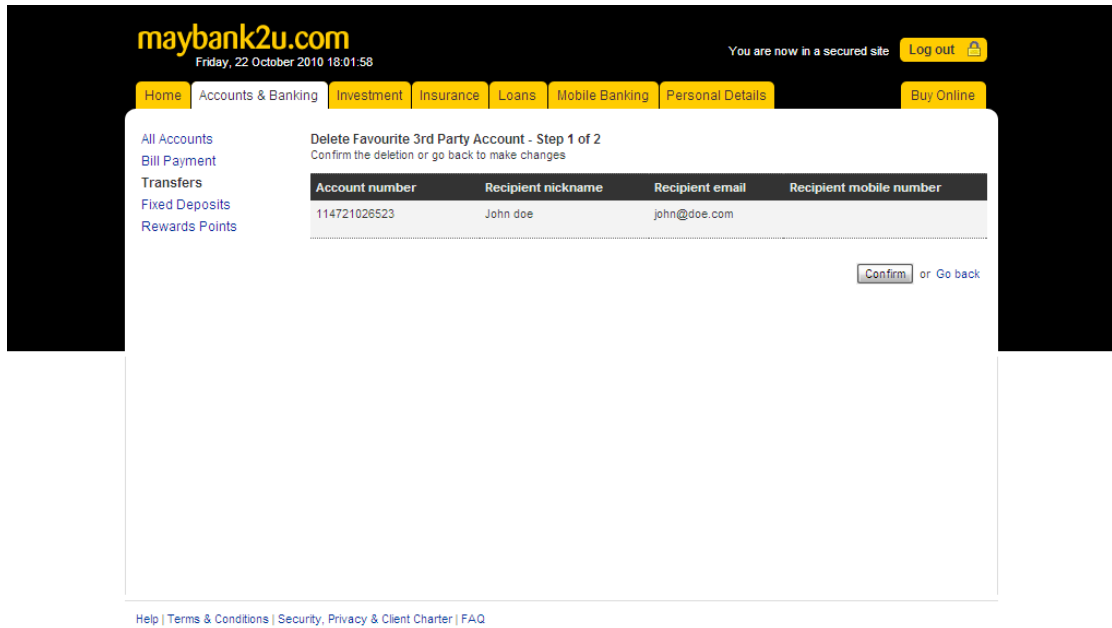 maybank2u.com
Friday, 22 October 2010 18:01:58
You are now in a secured site Log out
Home Accounts & Banking Investment Insurance Loans Mobile Banking Personal Details Buy Online
All Accounts
Bill Payment
Transfers
Fixed Deposits
Rewards Points
Delete Favourite 3rd Party Account - Step 1 of 2
Confirm the deletion or go back to make changes
Account number Recipient nickname Recipient email Recipient mobile number
114721026523 John doe john@doe.com
Confirm or Go back
Help | Terms & Conditions | Security, Privacy & Client Charter | FAQ